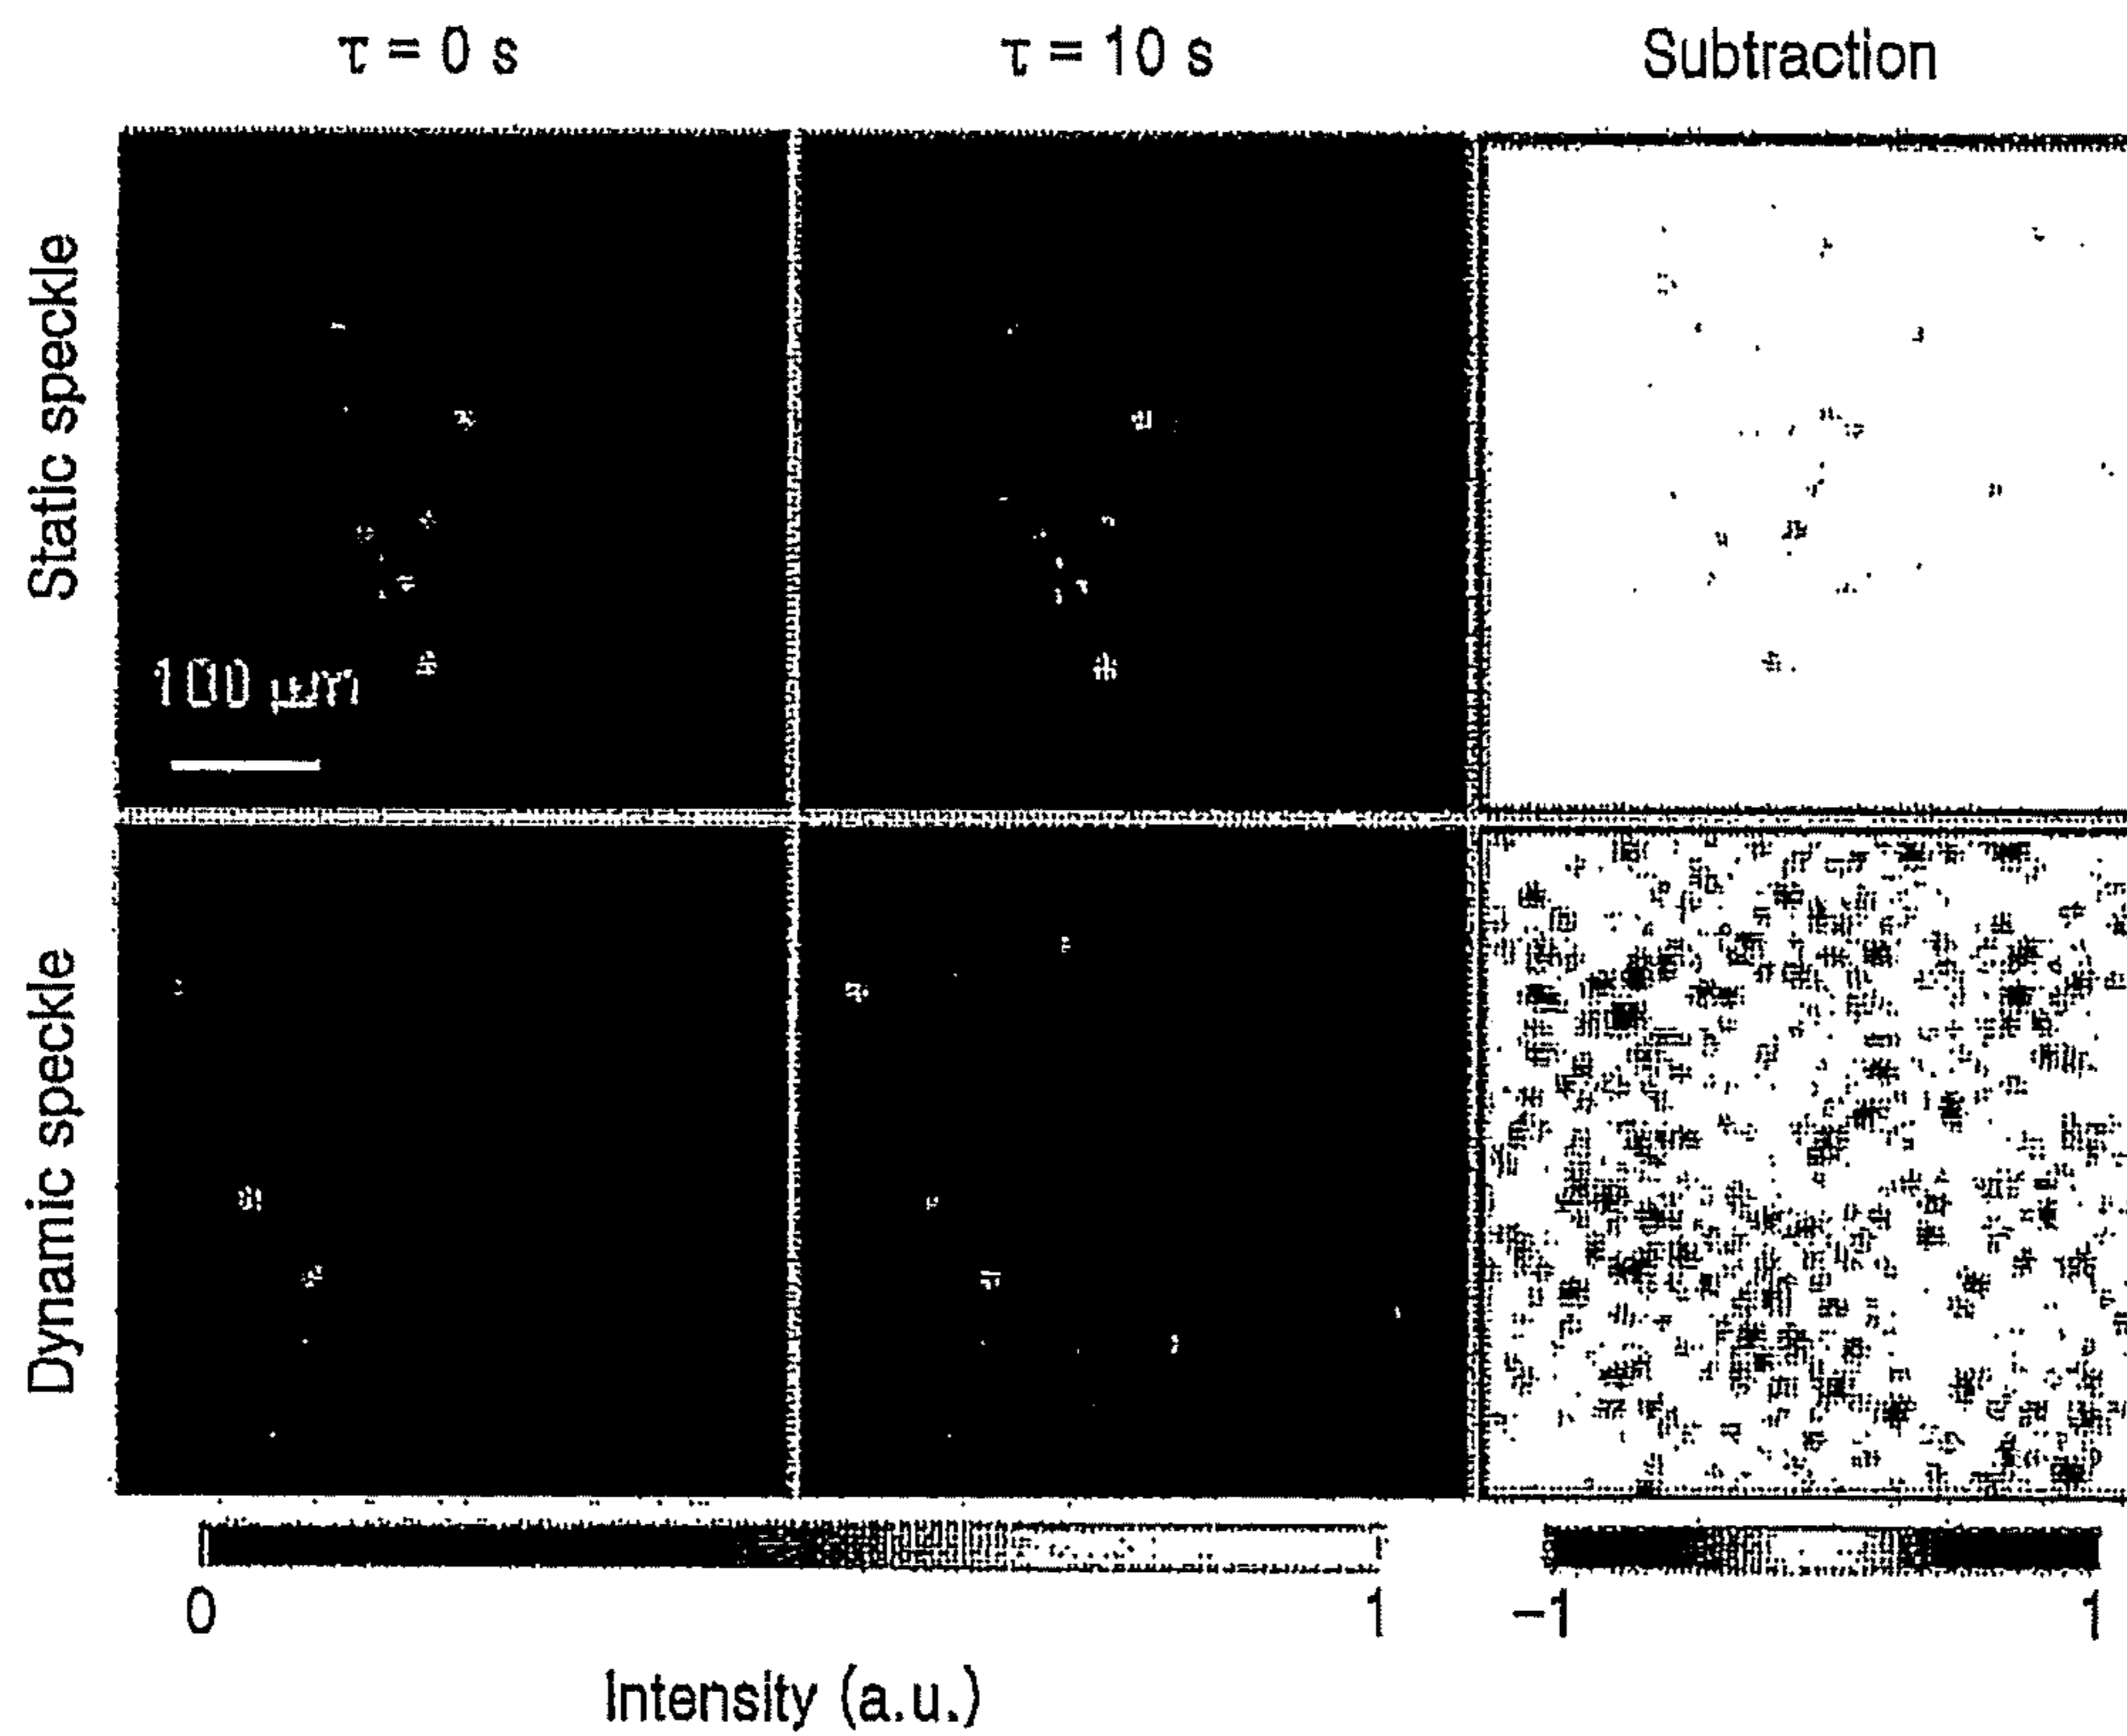 τ = 0 s
τ = 10 s
Subtraction
Static speckle
100 μm
Dynamic speckle
0
1
−1
1
Intensity (a.u.)